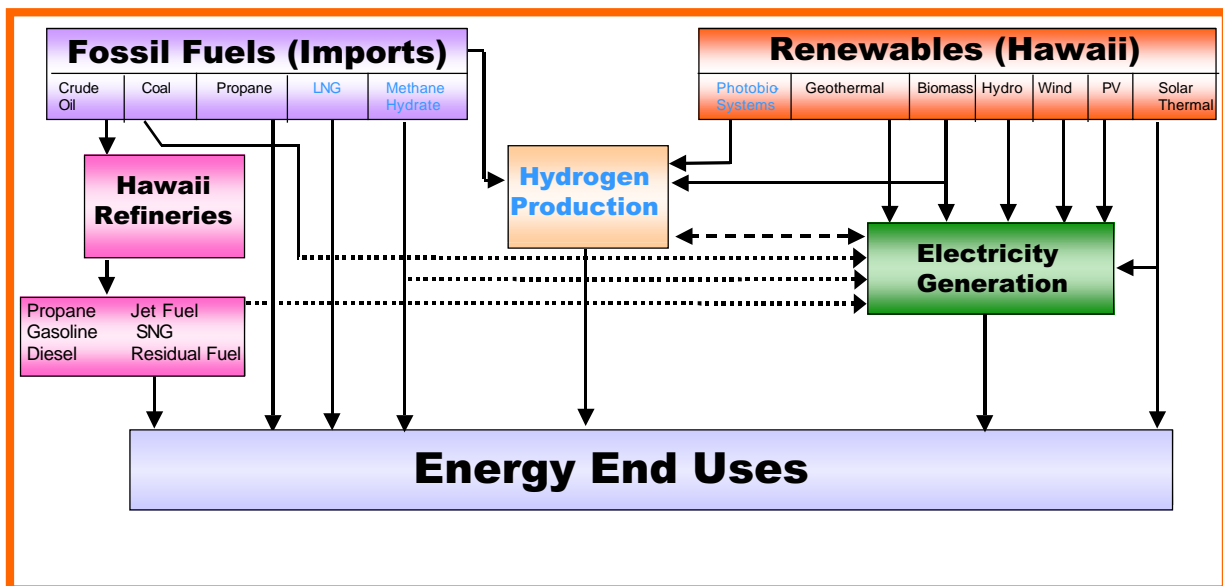 Fossil Fuels (Imports)
Crude Oil
Coal
Propane
LNG
Methane Hydrate
Renewables (Hawaii)
Photobio-Systems
Geothermal
Biomass
Hydro
Wind
PV
Solar Thermal
Hawaii
Refineries
Hydrogen
Production
Electricity
Generation
Propane Jet Fuel
Gasoline SNG
Diesel Residual Fuel
Energy End Uses